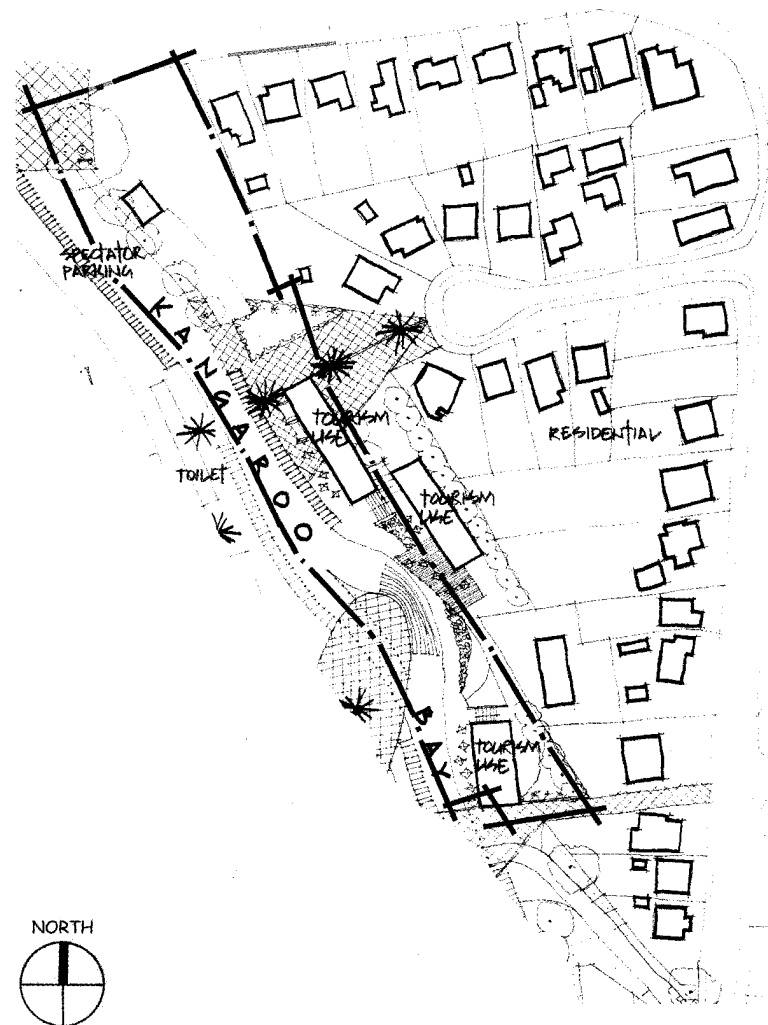 SPECTATOR
PARKING
KANGAROO
TOURISM
USE
RESIDENTIAL
TOILET
TOURISM
USE
BAY
TOURISM
USE
NORTH